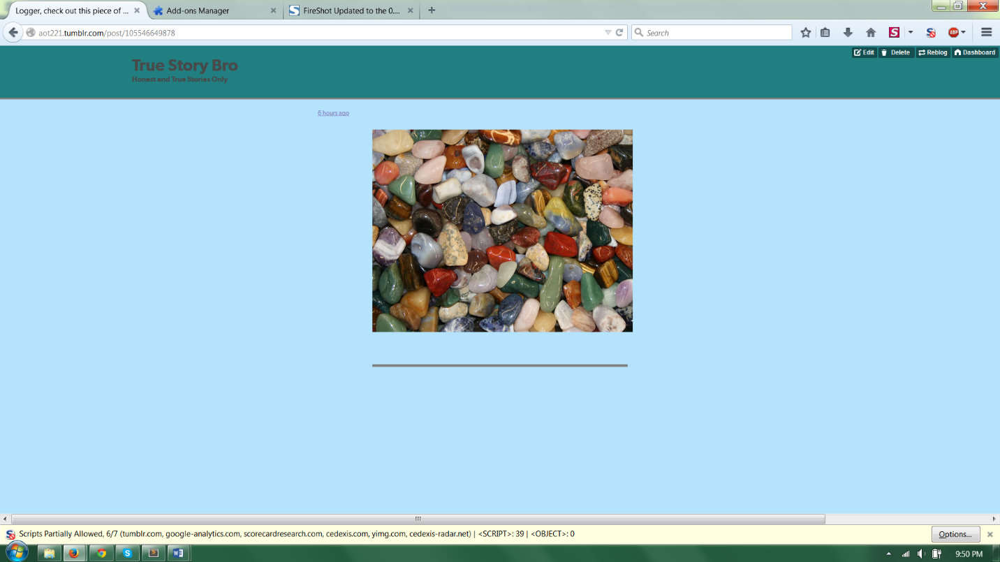 Logger, check out this piece of ...
Add-ons Manager
FireShot Updated to the 0....
aot221.tumblr.com/post/105546649878
Search
S
S
ABP
Edit
Delete
Reblog
Dashboard
True Story Bro
Honest and True Stories Only
6 hours ago
Scripts Partially Allowed, 6/7 (tumblr.com, google-analytics.com, scorecardresearch.com, cedexis.com, yimg.com, cedexis-radar.net) | <SCRIPT>: 39 | <OBJECT>: 0
Options...
9:50 PM